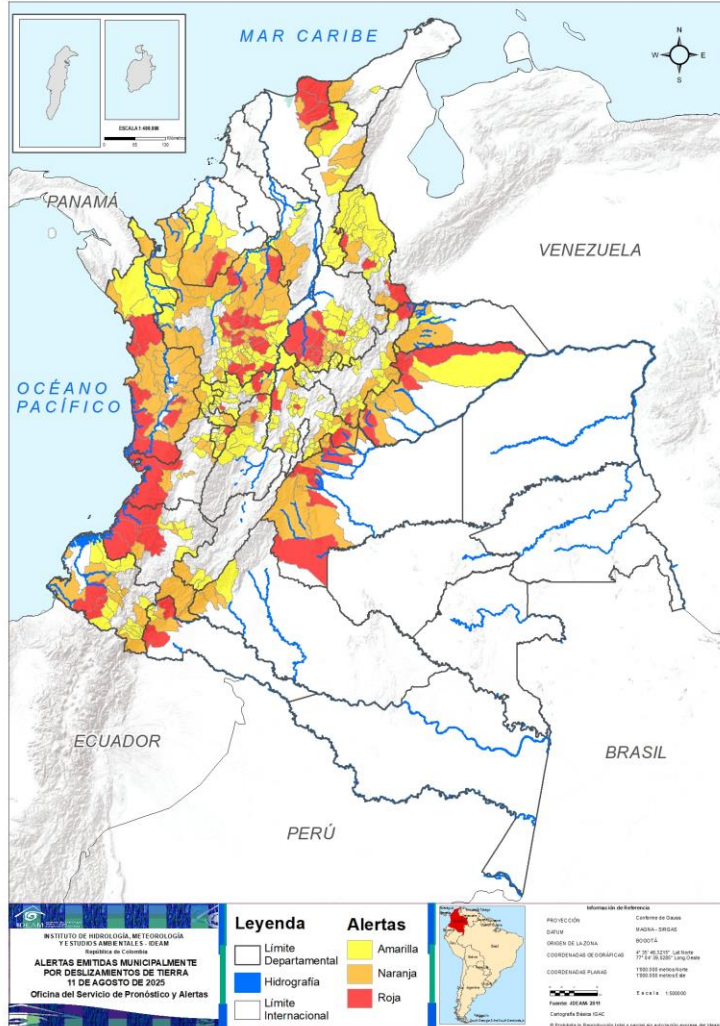 MAR CARIBE
N
W
E
S
ESCALA 1:400,000
PANAMÁ
VENEZUELA
OCÉANO
PACÍFICO
ECUADOR
BRASIL
PERÚ
IDEAM
INSTITUTO DE HIDROLOGÍA, METEOROLOGÍA
Y ESTUDIOS AMBIENTALES - IDEAM
República de Colombia
ALERTAS EMITIDAS MUNICIPALMENTE
POR DESLIZAMIENTOS DE TIERRA
11 DE AGOSTO DE 2025
Oficina del Servicio de Pronóstico y Alertas
Leyenda
Límite
Departamental
Hidrografía
Límite
Internacional
Alertas
Amarilla
Naranja
Roja
Información de Referencia
PROYECCIÓN
Conforme de Gauss
DATUM
MAGNA - SIRGAS
ORIGEN DE LA ZONA
BOGOTÁ
COORDENADAS GEOGRÁFICAS
COORDENADAS PLANAS
Fuente: IDEAM 2011
Cartografía Básica IGAC